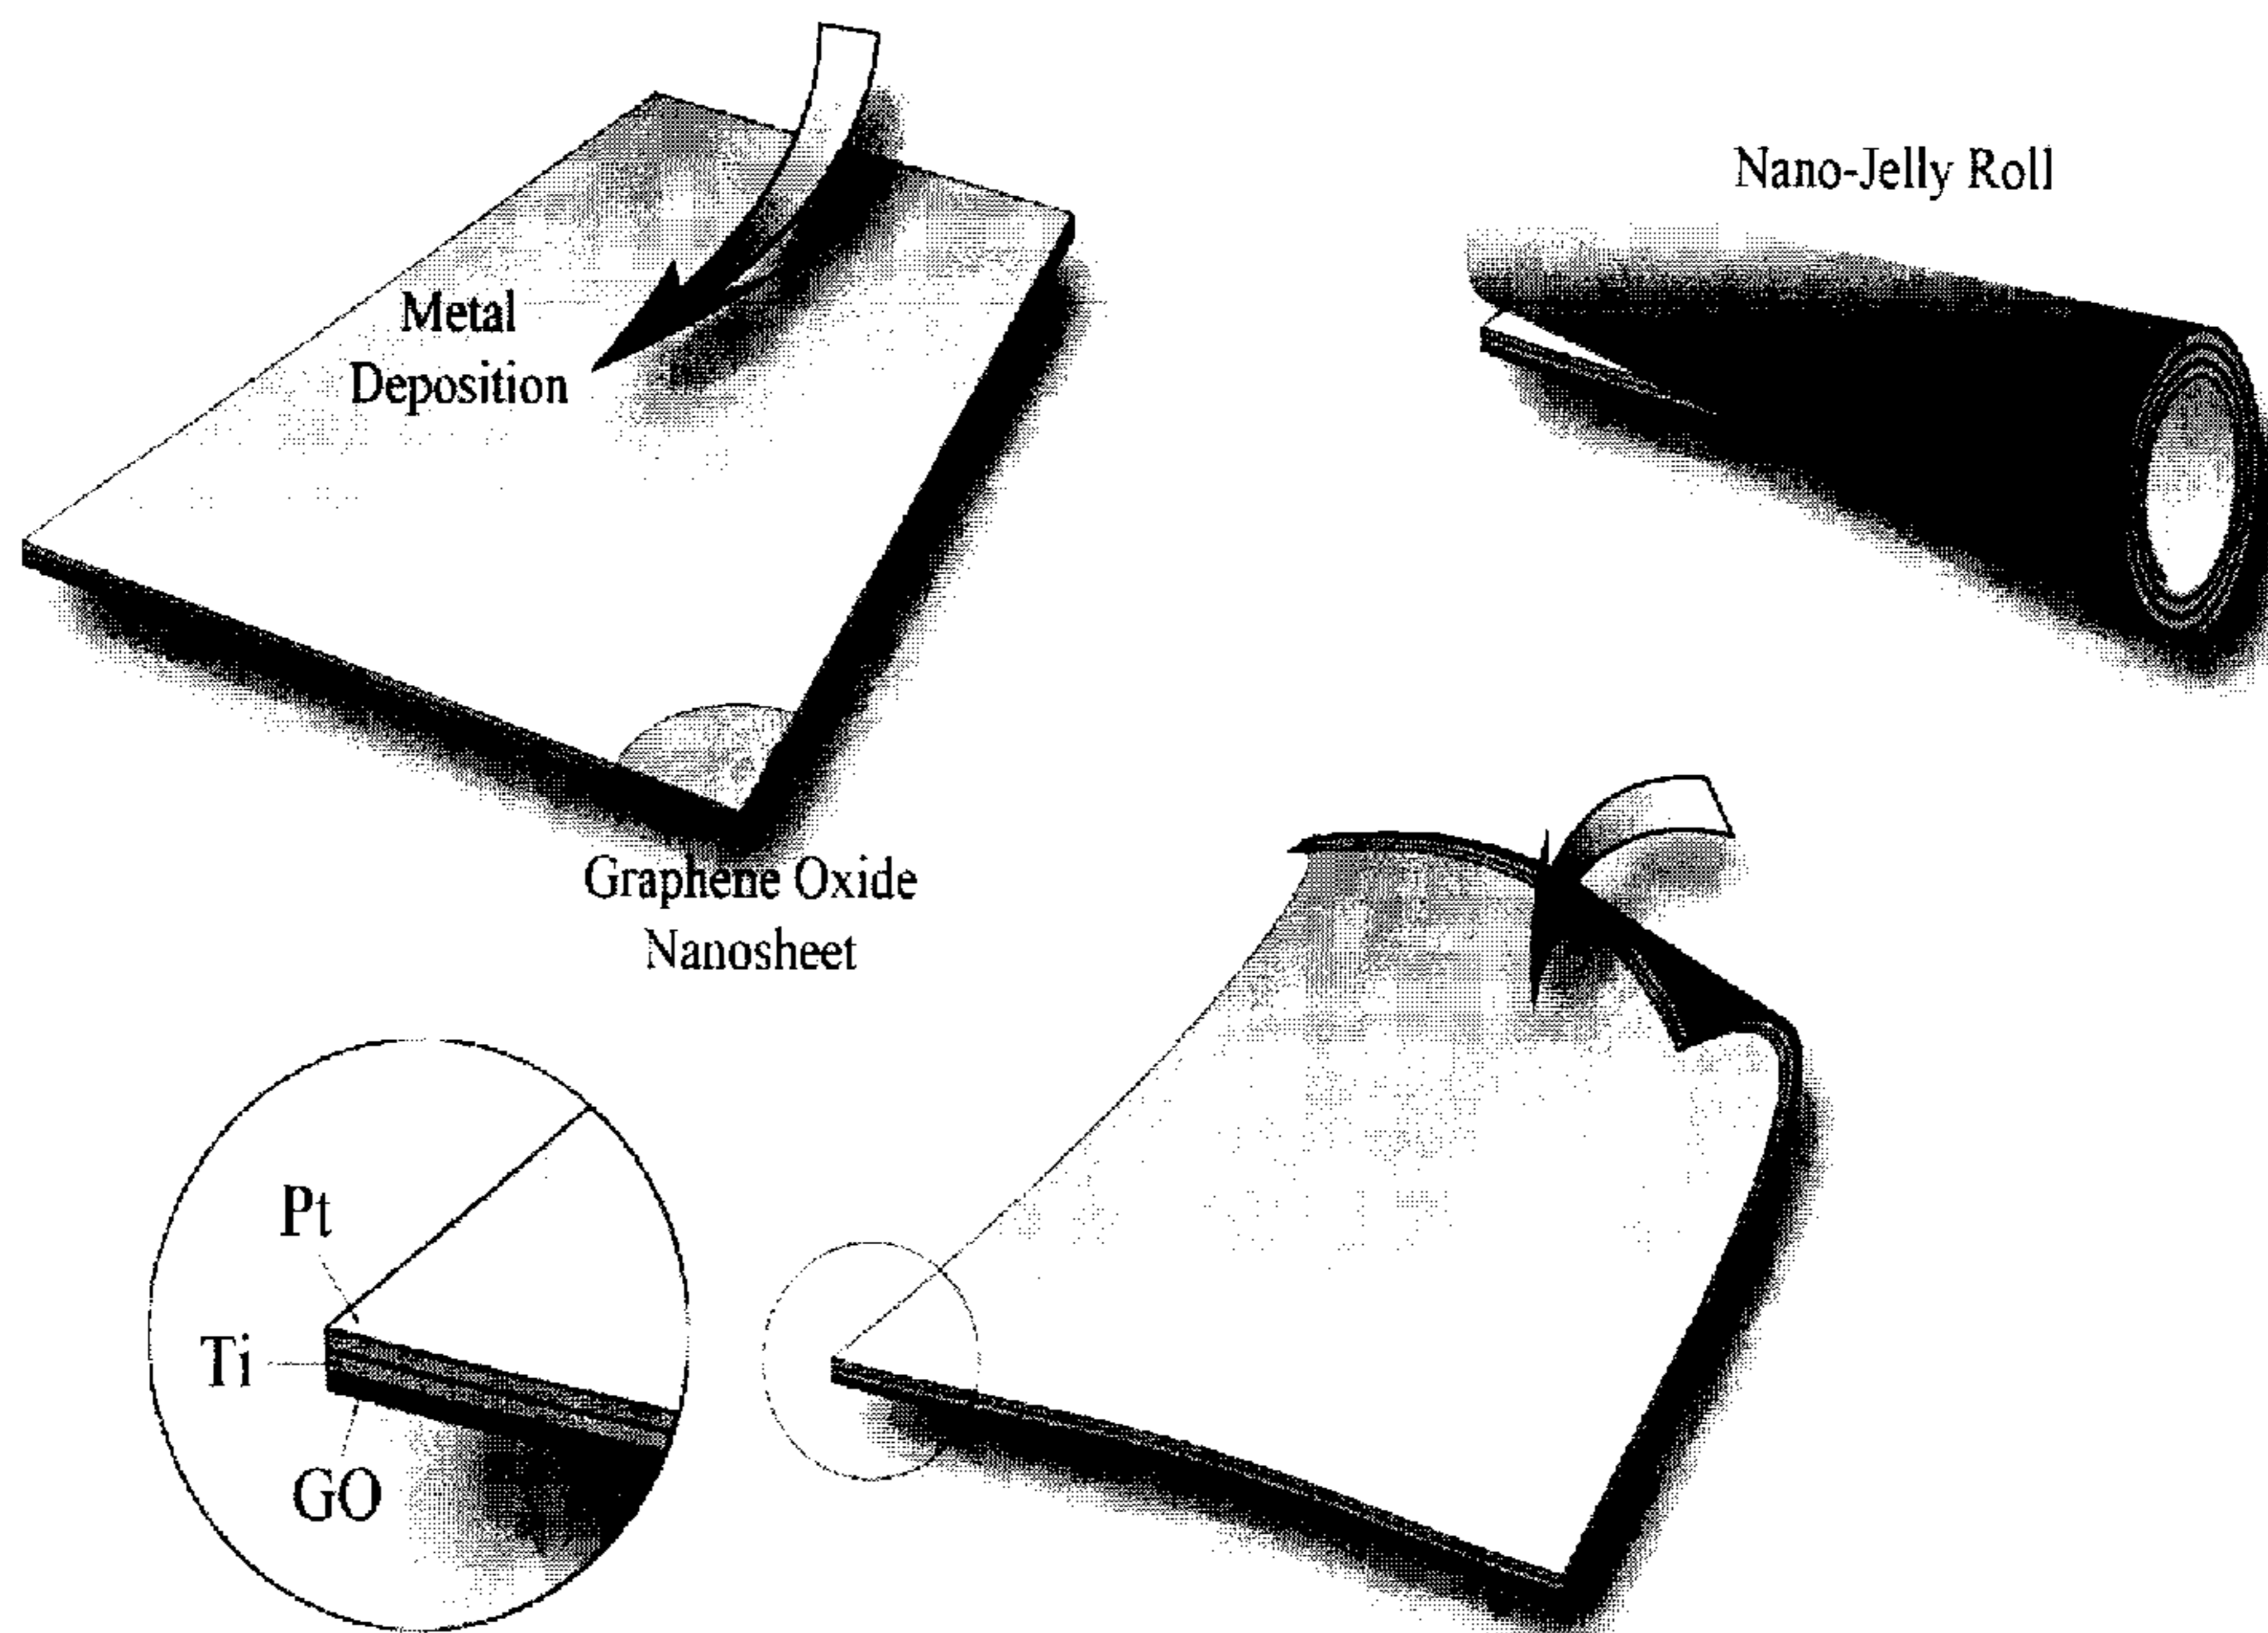 Nano-Jelly Roll
Metal
Deposition
Graphene Oxide
Nanosheet
Pt
Ti
GO